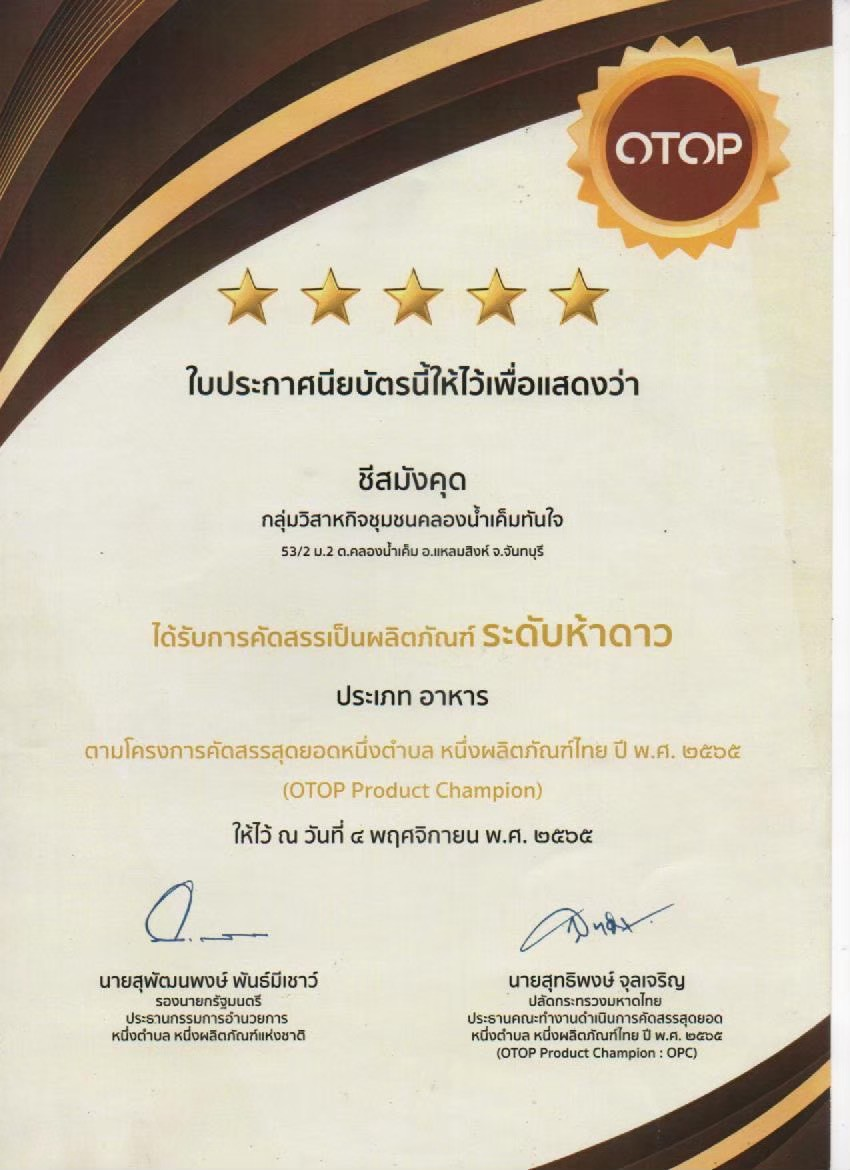 OTOP
ใบประกาศนียบัตรนี้ให้ไว้เพื่อแสดงว่า
ชีสมังคุด
กลุ่มวิสาหกิจชุมชนคลองน้ำเค็มทันใจ
53/2 ม.2 ต.คลองน้ำเค็ม อ.แหลมสิงห์ จ.จันทบุรี
ได้รับการคัดสรรเป็นผลิตภัณฑ์ ระดับห้าดาว
ประเภท อาหาร
ตามโครงการคัดสรรสุดยอดหนึ่งตำบล หนึ่งผลิตภัณฑ์ไทย ปี พ.ศ. ๒๕๖๕
(OTOP Product Champion)
ให้ไว้ ณ วันที่ ๔ พฤศจิกายน พ.ศ. ๒๕๖๕
นายสุพัฒนพงษ์ พันธ์มีเชาว์
รองนายกรัฐมนตรี
ประธานกรรมการอำนวยการ
หนึ่งตำบล หนึ่งผลิตภัณฑ์แห่งชาติ
นายสุทธิพงษ์ จุลเจริญ
ปลัดกระทรวงมหาดไทย
ประธานคณะทำงานดำเนินการคัดสรรสุดยอด
หนึ่งตำบล หนึ่งผลิตภัณฑ์ไทย ปี พ.ศ. ๒๕๖๕
(OTOP Product Champion : OPC)